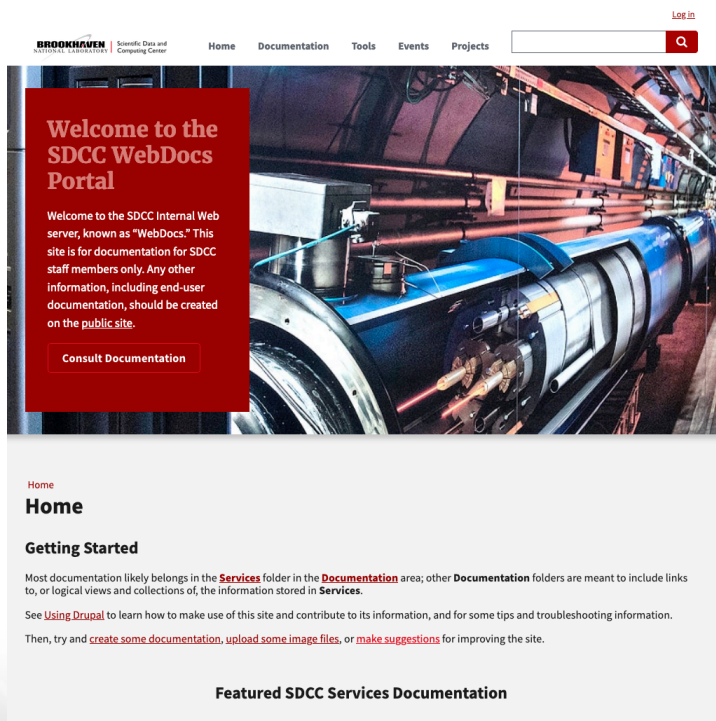 Log in
BROOKHAVEN
NATIONAL LABORATORY
Scientific Data and
Computing Center
Home Documentation Tools Events Projects
Welcome to the
SDCC WebDocs
Portal
Welcome to the SDCC Internal Web
server, known as “WebDocs.” This
site is for documentation for SDCC
staff members only. Any other
information, including end-user
documentation, should be created
on the public site.
Consult Documentation
Home
Home
Getting Started
Most documentation likely belongs in the Services folder in the Documentation area; other Documentation folders are meant to include links
to, or logical views and collections of, the information stored in Services.
See Using Drupal to learn how to make use of this site and contribute to its information, and for some tips and troubleshooting information.
Then, try and create some documentation, upload some image files, or make suggestions for improving the site.
Featured SDCC Services Documentation